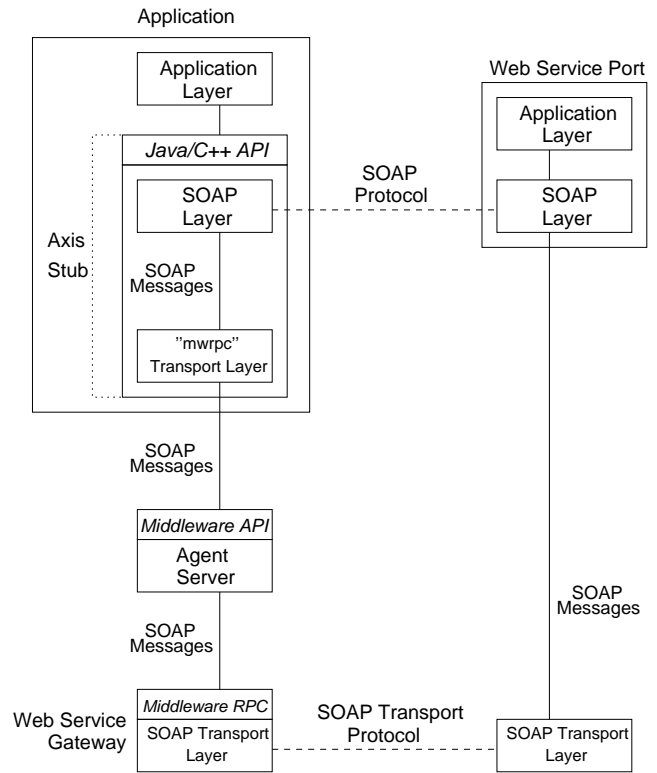 Application
Application
Layer
Java/C++ API
SOAP
Layer
Axis
Stub
SOAP
Messages
"mwrpc"
Transport Layer
SOAP
Messages
Middleware API
Agent
Server
SOAP
Messages
Web Service
Gateway
Middleware RPC
SOAP Transport
Layer
SOAP
Protocol
SOAP Transport
Protocol
Web Service Port
Application
Layer
SOAP
Layer
SOAP
Messages
SOAP Transport
Layer